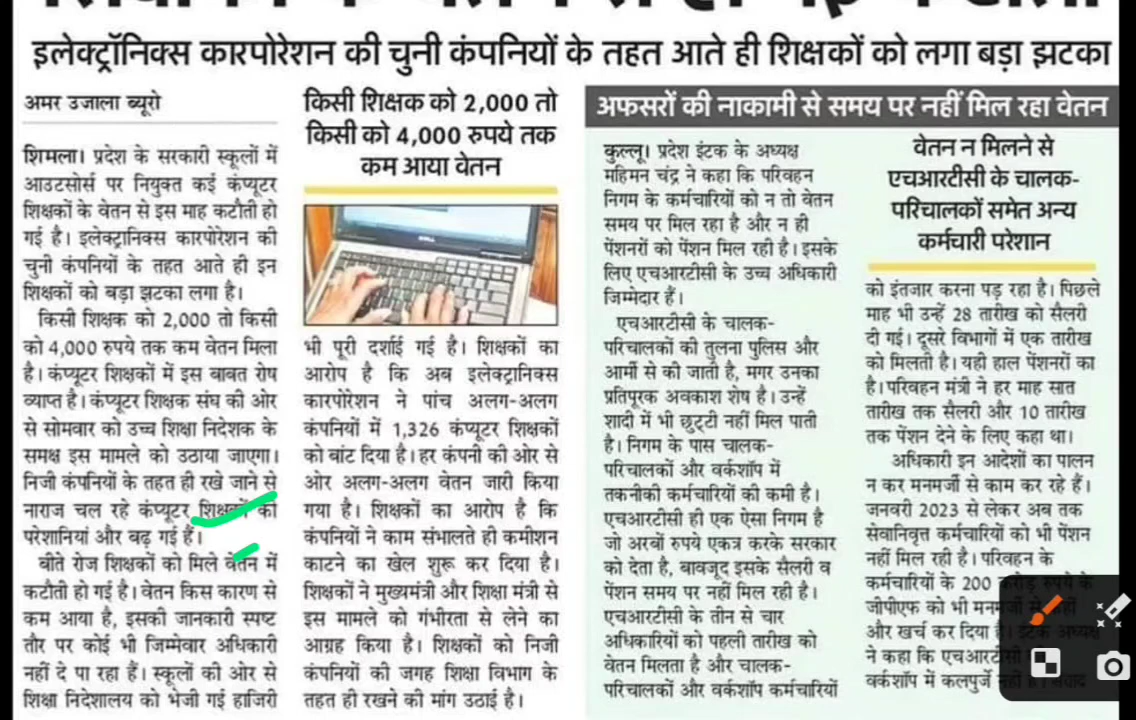 इलेक्ट्रॉनिक्स कारपोरेशन की चुनी कंपनियों के तहत आते ही शिक्षकों को लगा बड़ा झटका
अमर उजाला ब्यूरो
शिमला। प्रदेश के सरकारी स्कूलों में
आउटसोर्स पर नियुक्त कई कंप्यूटर
शिक्षकों के वेतन से इस माह कटौती हो
गई है। इलेक्ट्रानिक्स कारपोरेशन की
चुनी कंपनियों के तहत आते ही इन
शिक्षकों को बड़ा झटका लगा है।
किसी शिक्षक को 2,000 तो किसी
को 4,000 रुपये तक कम वेतन मिला
है। कंप्यूटर शिक्षकों में इस बाबत रोष
व्याप्त है। कंप्यूटर शिक्षक संघ की ओर
से सोमवार को उच्च शिक्षा निदेशक के
समक्ष इस मामले को उठाया जाएगा।
निजी कंपनियों के तहत ही रखे जाने से
नाराज चल रहे कंप्यूटर शिक्षकों की
परेशानियां और बढ़ गई हैं।
बीते रोज शिक्षकों को मिले वेतन में
कटौती हो गई है। वेतन किस कारण से
कम आया है, इसकी जानकारी स्पष्ट
तौर पर कोई भी जिम्मेवार अधिकारी
नहीं दे पा रहा हैं। स्कूलों की ओर से
शिक्षा निदेशालय को भेजी गई हाजिरी
किसी शिक्षक को 2,000 तो
किसी को 4,000 रुपये तक
कम आया वेतन
DELL
भी पूरी दर्शाई गई है। शिक्षकों का
आरोप है कि अब इलेक्ट्रानिक्स
कारपोरेशन ने पांच अलग-अलग
कंपनियों में 1,326 कंप्यूटर शिक्षकों
को बांट दिया है। हर कंपनी की ओर से
ओर अलग-अलग वेतन जारी किया
गया है। शिक्षकों का आरोप है कि
कंपनियों ने काम संभालते ही कमीशन
काटने का खेल शुरू कर दिया है।
शिक्षकों ने मुख्यमंत्री और शिक्षा मंत्री से
इस मामले को गंभीरता से लेने का
आग्रह किया है। शिक्षकों को निजी
कंपनियों की जगह शिक्षा विभाग के
तहत ही रखने की मांग उठाई है।
अफसरों की नाकामी से समय पर नहीं मिल रहा वेतन
कुल्लू। प्रदेश इंटक के अध्यक्ष
महिमन चंद्र ने कहा कि परिवहन
निगम के कर्मचारियों को न तो वेतन
समय पर मिल रहा है और न ही
पेंशनरों को पेंशन मिल रही है। इसके
लिए एचआरटीसी के उच्च अधिकारी
जिम्मेदार हैं।
एचआरटीसी के चालक-
परिचालकों की तुलना पुलिस और
आर्मी से की जाती है, मगर उनका
प्रतिपूरक अवकाश शेष है। उन्हें
शादी में भी छुट्टी नहीं मिल पाती
है। निगम के पास चालक-
परिचालकों और वर्कशॉप में
तकनीकी कर्मचारियों की कमी है।
एचआरटीसी ही एक ऐसा निगम है
जो अरबों रुपये एकत्र करके सरकार
को देता है, बावजूद इसके सैलरी व
पेंशन समय पर नहीं मिल रही है।
एचआरटीसी के तीन से चार
अधिकारियों को पहली तारीख को
वेतन मिलता है और चालक-
परिचालकों और वर्कशॉप कर्मचारियों
वेतन न मिलने से
एचआरटीसी के चालक-
परिचालकों समेत अन्य
कर्मचारी परेशान
को इंतजार करना पड़ रहा है। पिछले
माह भी उन्हें 28 तारीख को सैलरी
दी गई। दूसरे विभागों में एक तारीख
को मिलती है। यही हाल पेंशनरों का
है। परिवहन मंत्री ने हर माह सात
तारीख तक सैलरी और 10 तारीख
तक पेंशन देने के लिए कहा था।
अधिकारी इन आदेशों का पालन
न कर मनमर्जी से काम कर रहे हैं।
जनवरी 2023 से लेकर अब तक
सेवानिवृत्त कर्मचारियों को भी पेंशन
नहीं मिल रही है। परिवहन के
कर्मचारियों के 200 करोड़ रुपये के
जीपीएफ को भी मनमर्जी से कहीं
और खर्च कर दिया है। इंटक अध्यक्ष
ने कहा कि एचआरटीसी
वर्कशॉप में कलपुर्जे नहीं हैं। संवाद